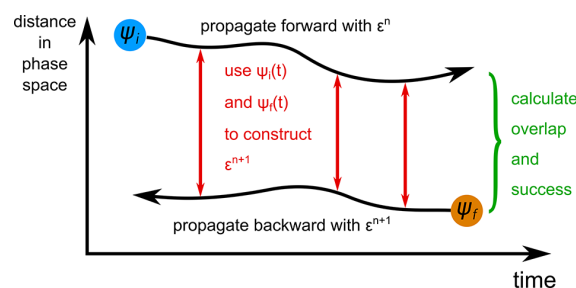 distance
in
phase
space
ψi
propagate forward with εⁿ
use ψi(t)
and ψf(t)
to construct
εⁿ⁺¹
calculate
overlap
and
success
propagate backward with εⁿ⁺¹
ψf
time